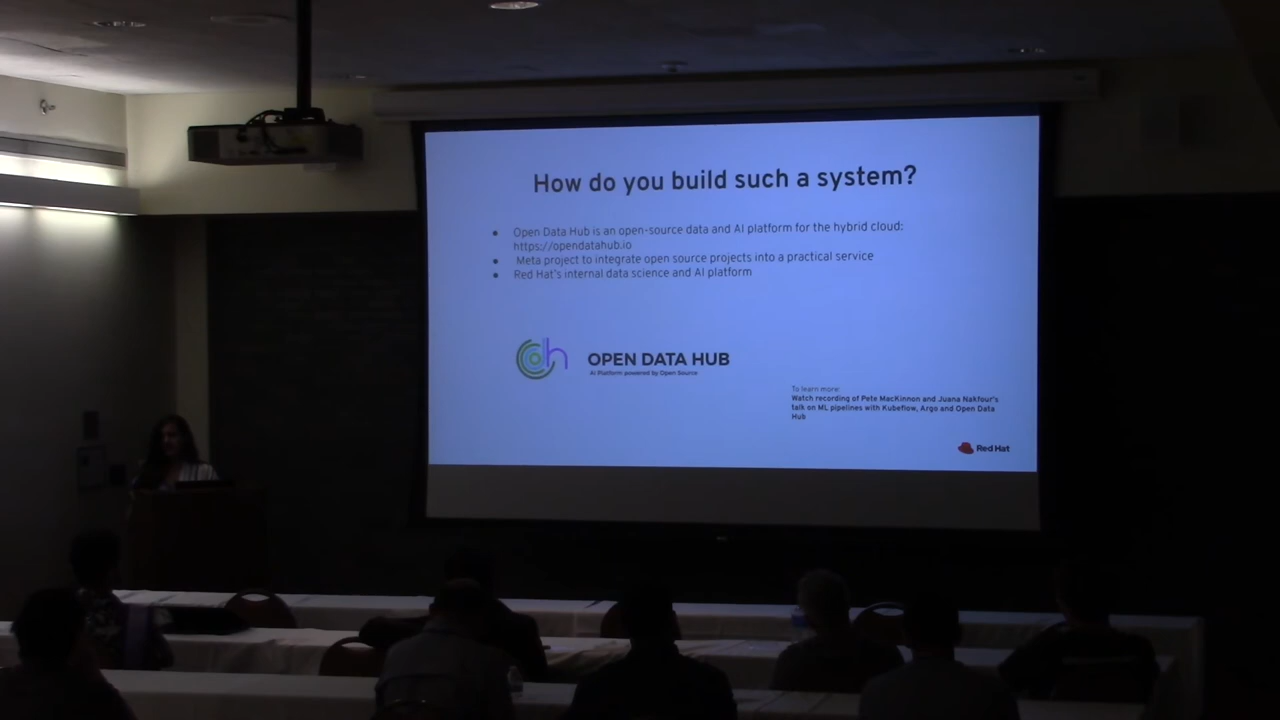 How do you build such a system?
● Open Data Hub is an open-source data and AI platform for the hybrid cloud:
https://opendatahub.io
● Meta project to integrate open source projects into a practical service
● Red Hat's internal data science and AI platform
OPEN DATA HUB
AI Platform powered by Open Source
To learn more:
Watch recording of Pete MacKinnon and Juana Nakfour's
talk on ML pipelines with Kubeflow, Argo and Open Data
Hub
Red Hat